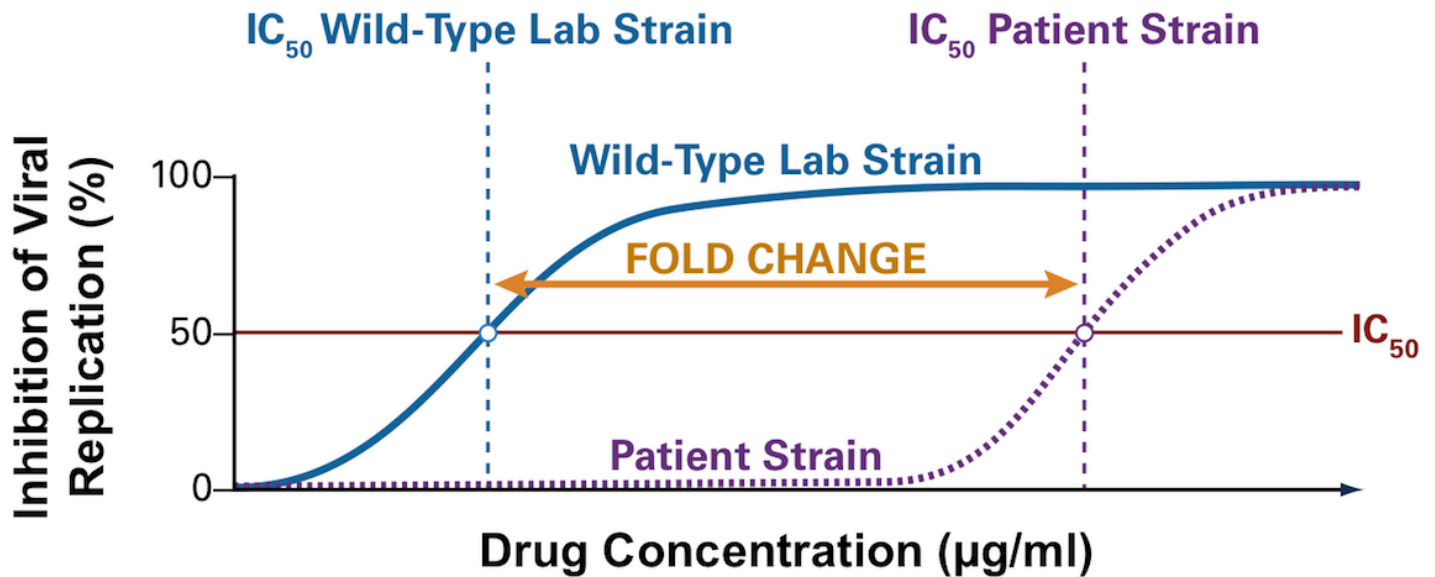 IC50 Wild-Type Lab Strain
IC50 Patient Strain
Inhibition of Viral
Replication (%)
100
Wild-Type Lab Strain
FOLD CHANGE
50
IC50
Patient Strain
0
Drug Concentration (µg/ml)